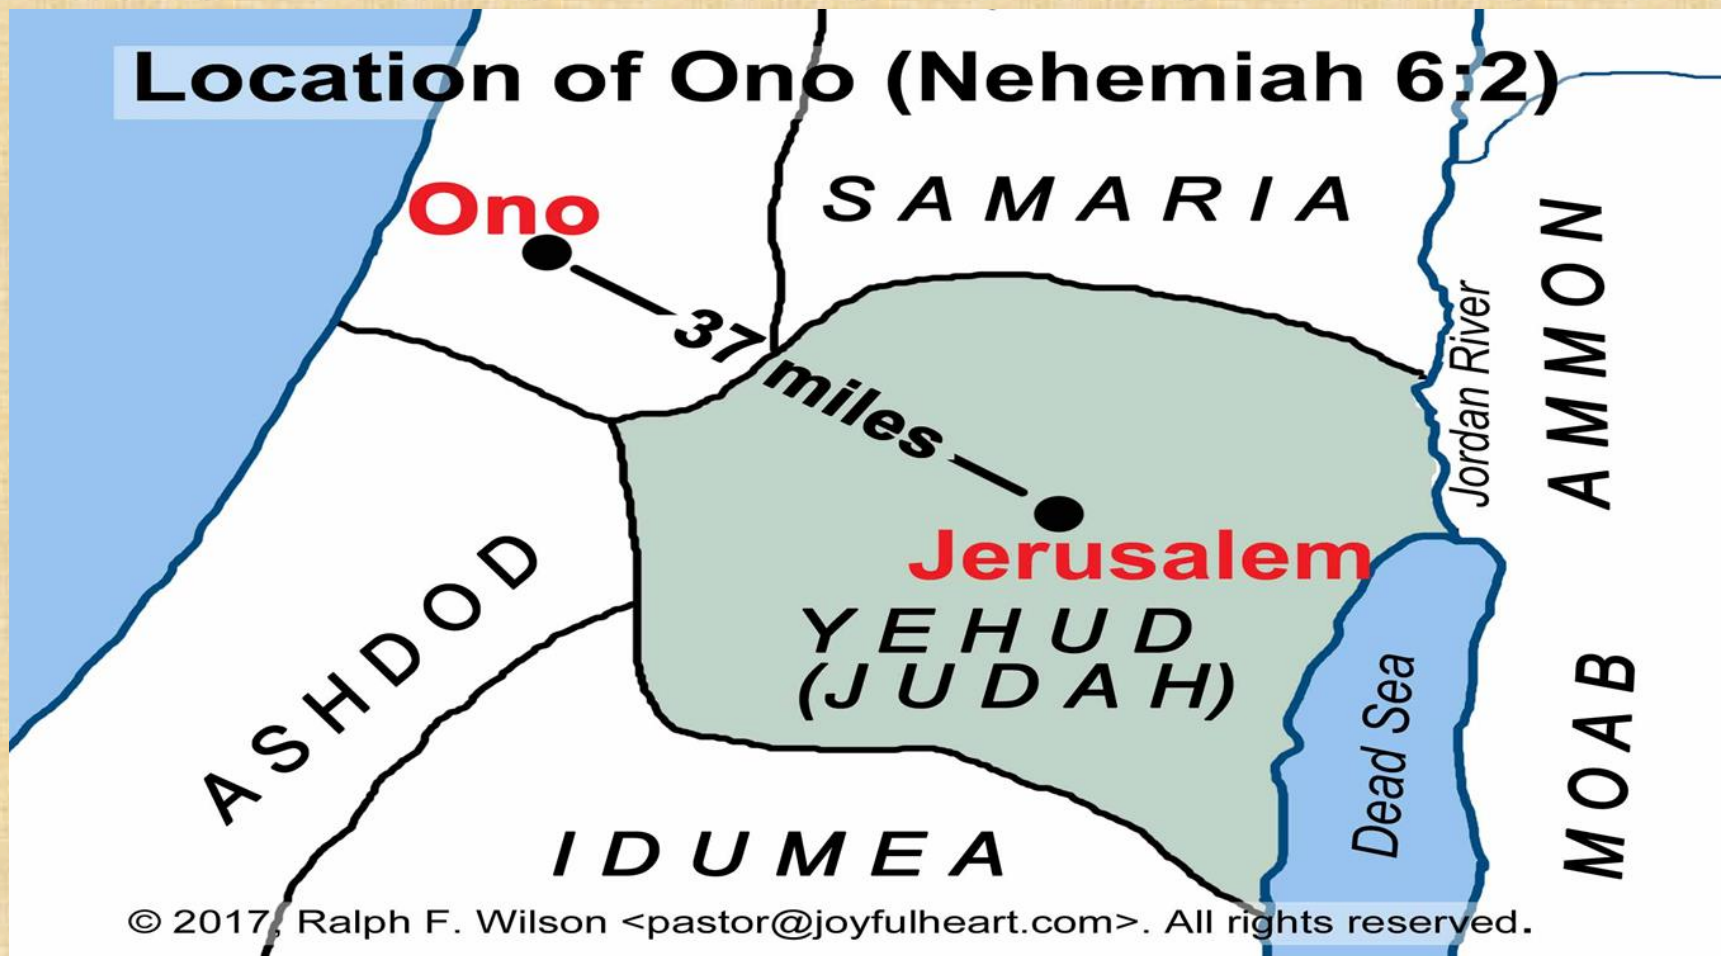 Location of Ono (Nehemiah 6:2)
Ono
SAMARIA
37 miles
AMMON
Jordan River
Jerusalem
YEHUD
(JUDAH)
ASHDOD
Dead Sea
MOAB
IDUMEA
© 2017, Ralph F. Wilson <pastor@joyfulheart.com>. All rights reserved.